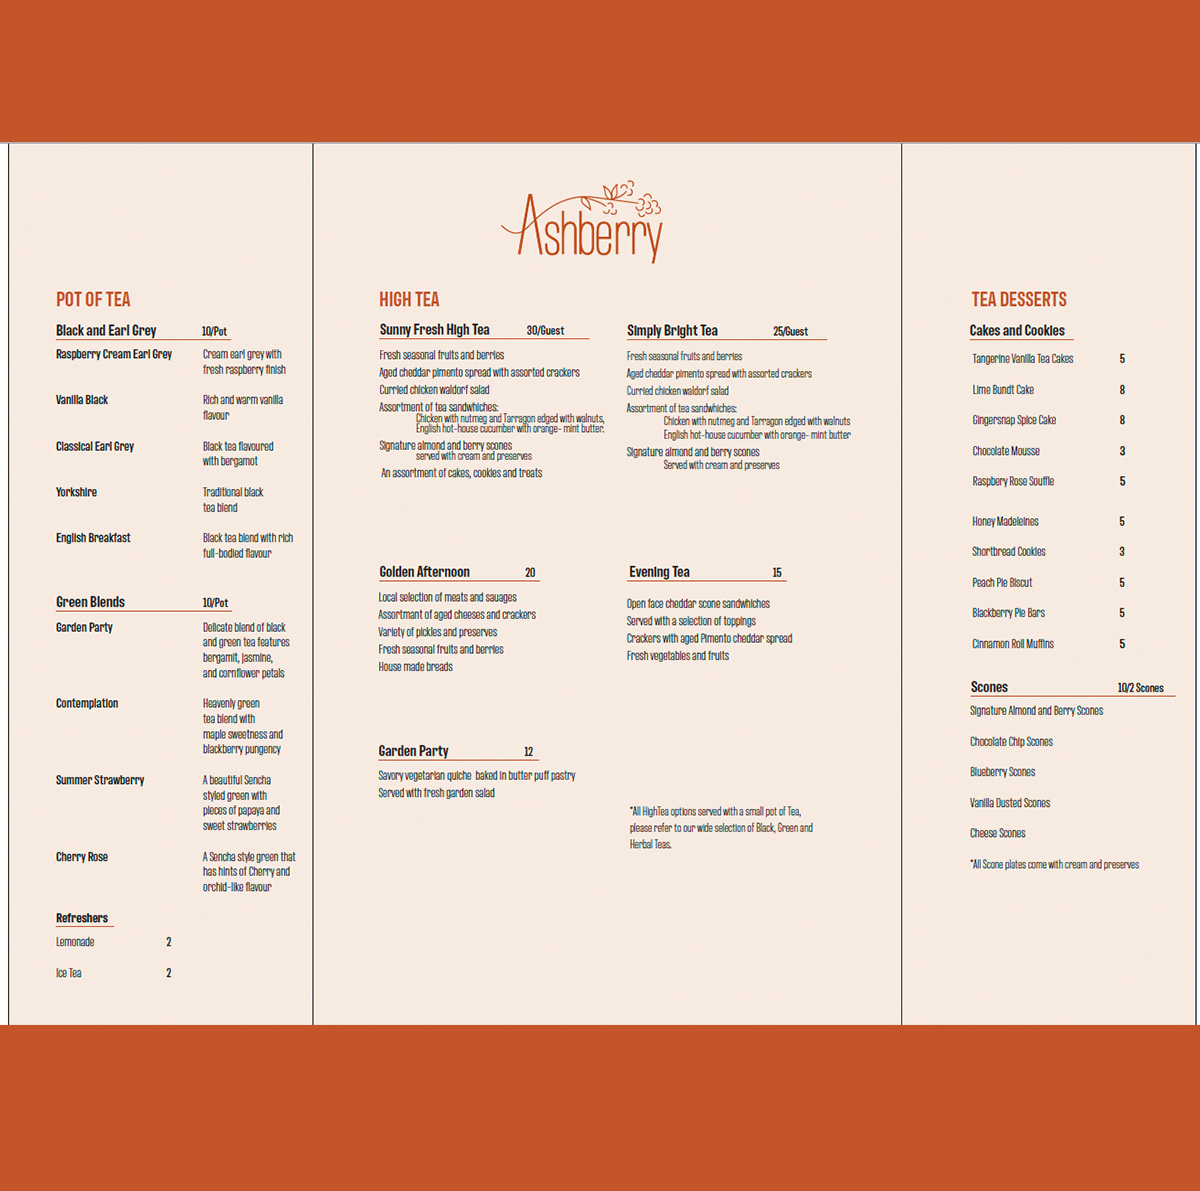 Ashberry
POT OF TEA
Black and Earl Grey 10/Pot
Raspberry Cream Earl Grey Cream earl grey with
fresh raspberry finish
Vanilla Black Rich and warm vanilla
flavour
Classical Earl Grey Black tea flavoured
with bergamot
Yorkshire Traditional black
tea blend
English Breakfast Black tea blend with rich
full-bodied flavour
Green Blends 10/Pot
Garden Party Delicate blend of black
and green tea features
bergamit, jasmine,
and cornflower petals
Contemplation Heavenly green
tea blend with
maple sweetness and
blackberry pungency
Summer Strawberry A beautiful Sencha
styled green with
pieces of papaya and
sweet strawberries
Cherry Rose A Sencha style green that
has hints of Cherry and
orchid-like flavour
Refreshers
Lemonade 2
Ice Tea 2
HIGH TEA
Sunny Fresh High Tea 30/Guest
Fresh seasonal fruits and berries
Aged cheddar pimento spread with assorted crackers
Curried chicken waldorf salad
Assortment of tea sandwhiches:
Chicken with nutmeg and Tarragon edged with walnuts,
English hot-house cucumber with orange- mint butter.
Signature almond and berry scones
served with cream and preserves
An assortment of cakes, cookies and treats
Simply Bright Tea 25/Guest
Fresh seasonal fruits and berries
Aged cheddar pimento spread with assorted crackers
Curried chicken waldorf salad
Assortment of tea sandwhiches:
Chicken with nutmeg and Tarragon edged with walnuts
English hot-house cucumber with orange- mint butter
Signature almond and berry scones
Served with cream and preserves
Golden Afternoon 20
Local selection of meats and sauages
Assortmant of aged cheeses and crackers
Variety of pickles and preserves
Fresh seasonal fruits and berries
House made breads
Evening Tea 15
Open face cheddar scone sandwhiches
Served with a selection of toppings
Crackers with aged Pimento cheddar spread
Fresh vegetables and fruits
Garden Party 12
Savory vegetarian quiche baked in butter puff pastry
Served with fresh garden salad
*All HighTea options served with a small pot of Tea,
please refer to our wide selection of Black, Green and
Herbal Teas.
TEA DESSERTS
Cakes and Cookies
Tangerine Vanilla Tea Cakes 5
Lime Bundt Cake 8
Gingersnap Spice Cake 8
Chocolate Mousse 3
Raspbery Rose Souffle 5
Honey Madeleines 5
Shortbread Cookies 3
Peach Pie Biscut 5
Blackberry Pie Bars 5
Cinnamon Roll Muffins 5
Scones 10/2 Scones
Signature Almond and Berry Scones
Chocolate Chip Scones
Blueberry Scones
Vanilla Dusted Scones
Cheese Scones
*All Scone plates come with cream and preserves